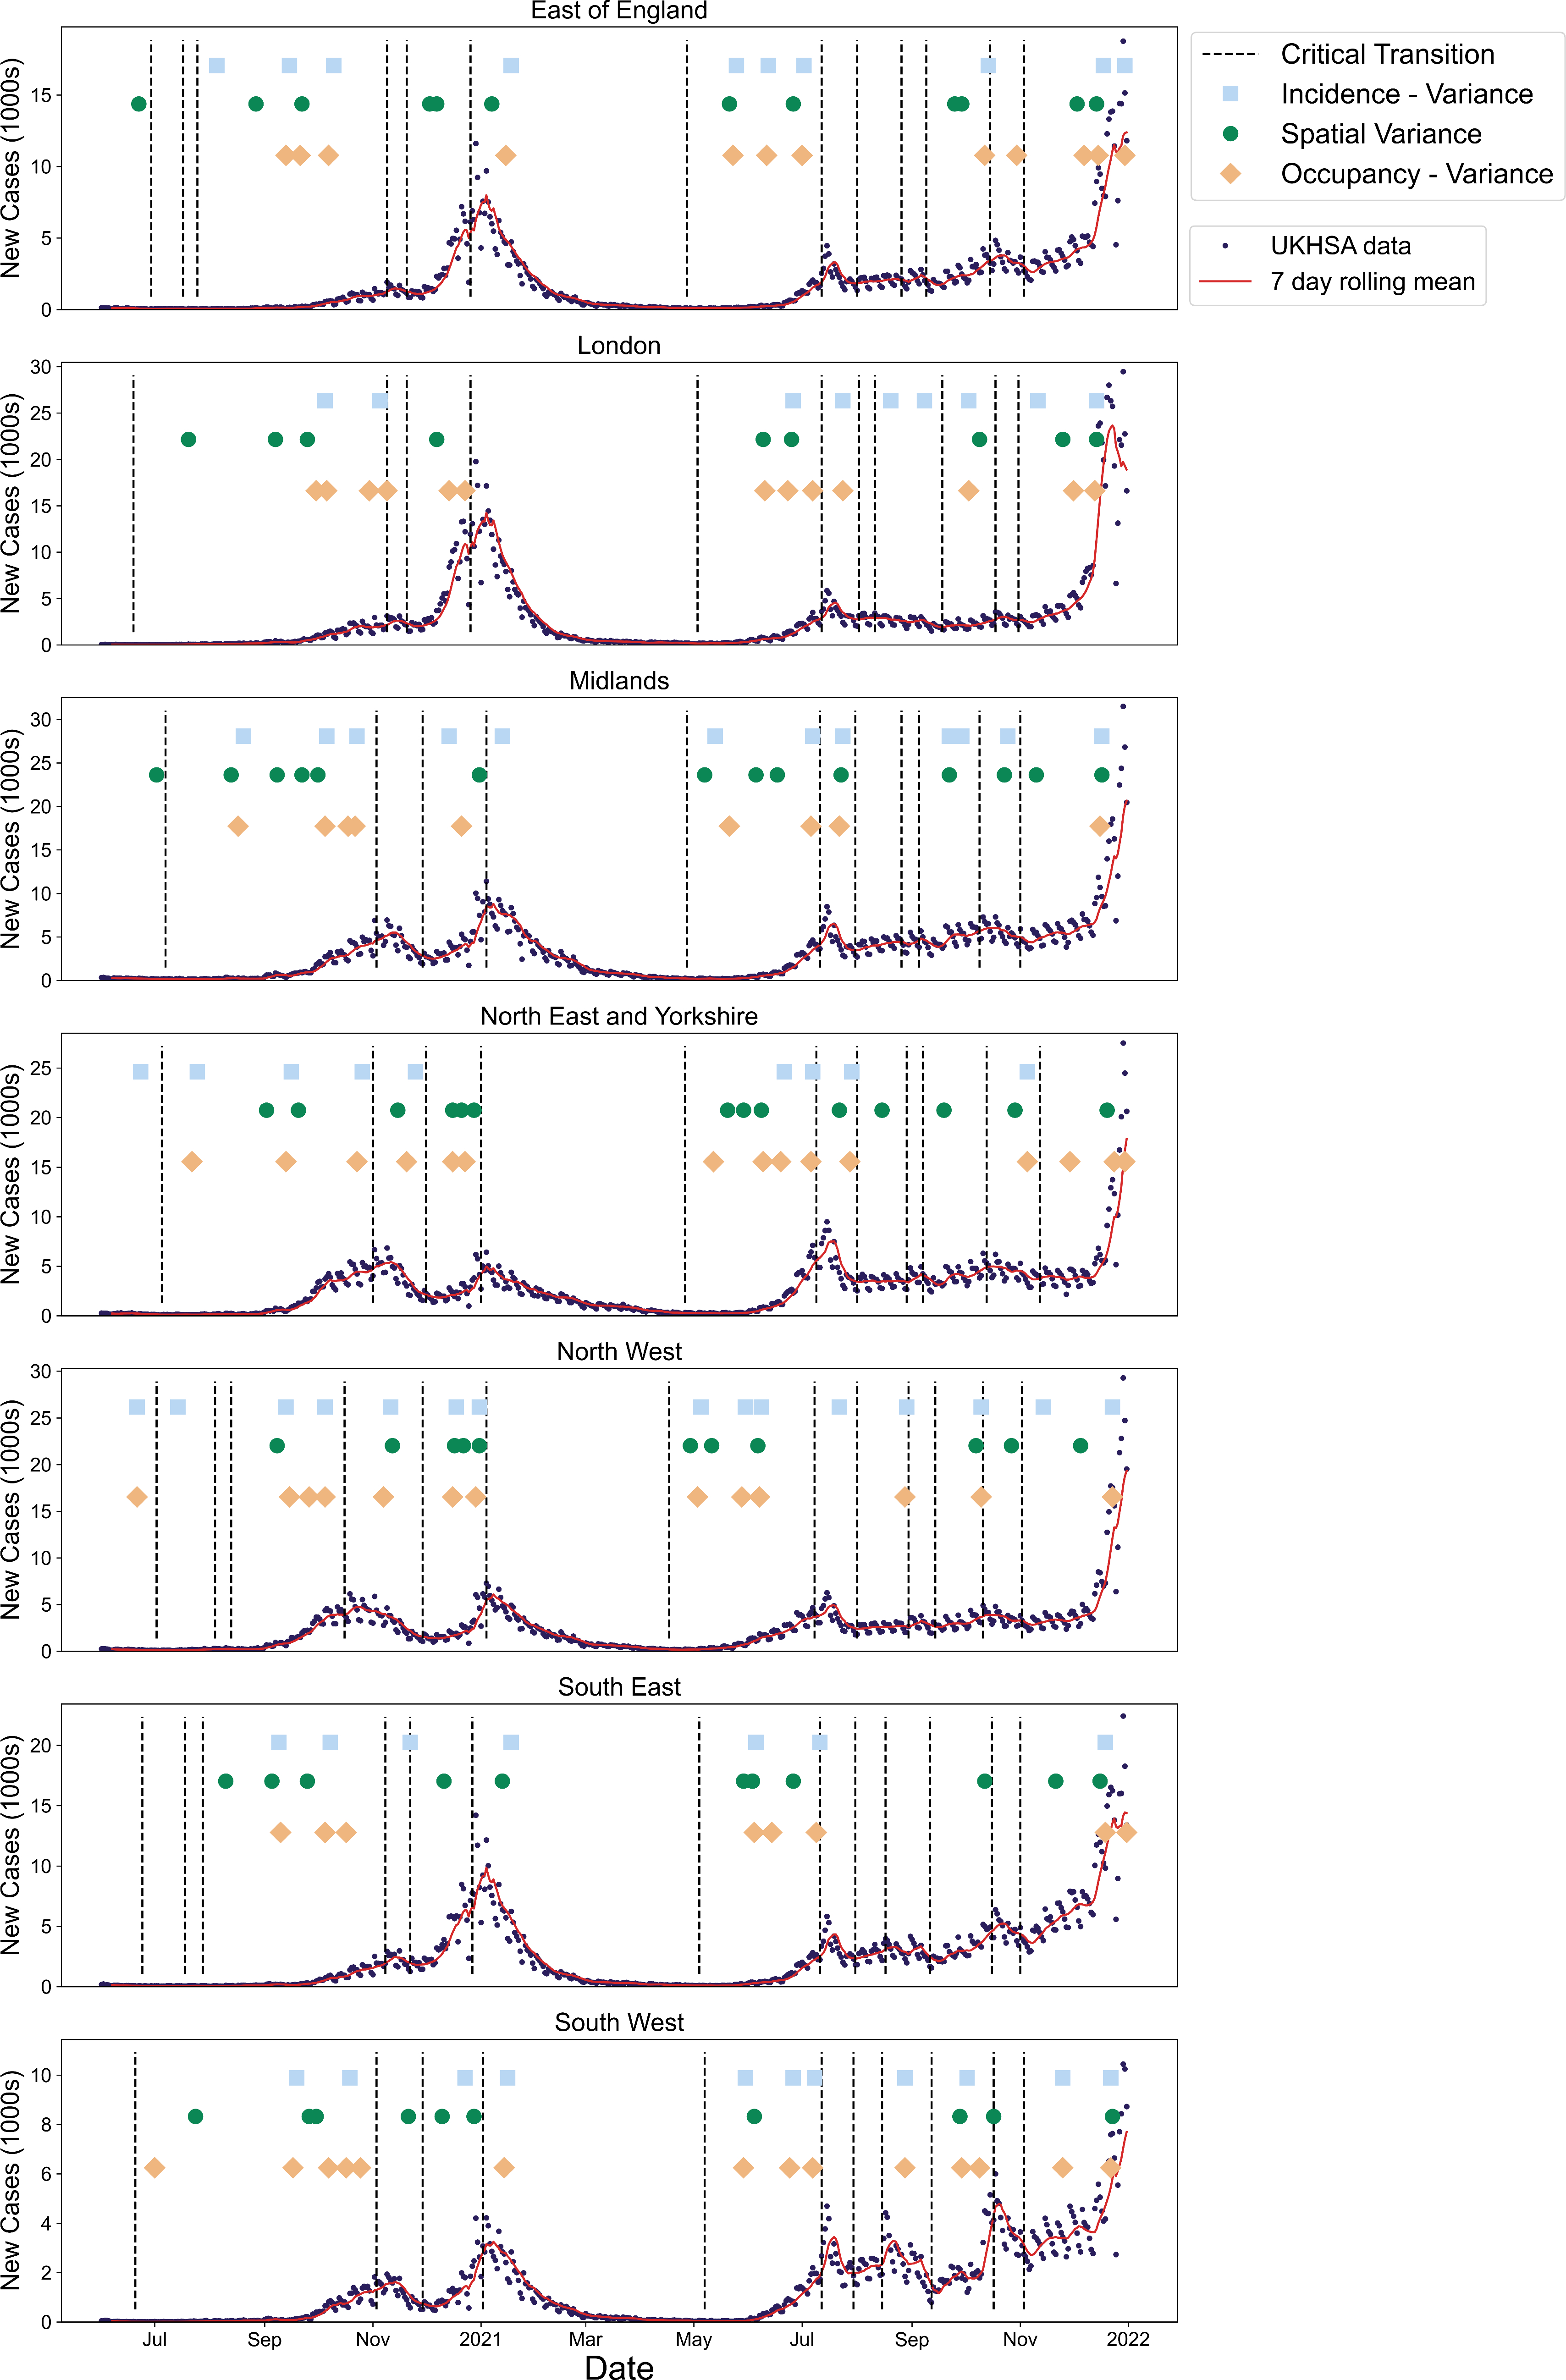 East of England
New Cases (1000s)
15
10
5
0
Critical Transition
Incidence - Variance
Spatial Variance
Occupancy - Variance
UKHSA data
7 day rolling mean
London
New Cases (1000s)
30
25
20
15
10
5
0
Midlands
New Cases (1000s)
30
25
20
15
10
5
0
North East and Yorkshire
New Cases (1000s)
25
20
15
10
5
0
North West
New Cases (1000s)
30
25
20
15
10
5
0
South East
New Cases (1000s)
20
15
10
5
0
South West
New Cases (1000s)
10
8
6
4
2
0
Jul Sep Nov 2021 Mar May Jul Sep Nov 2022
Date